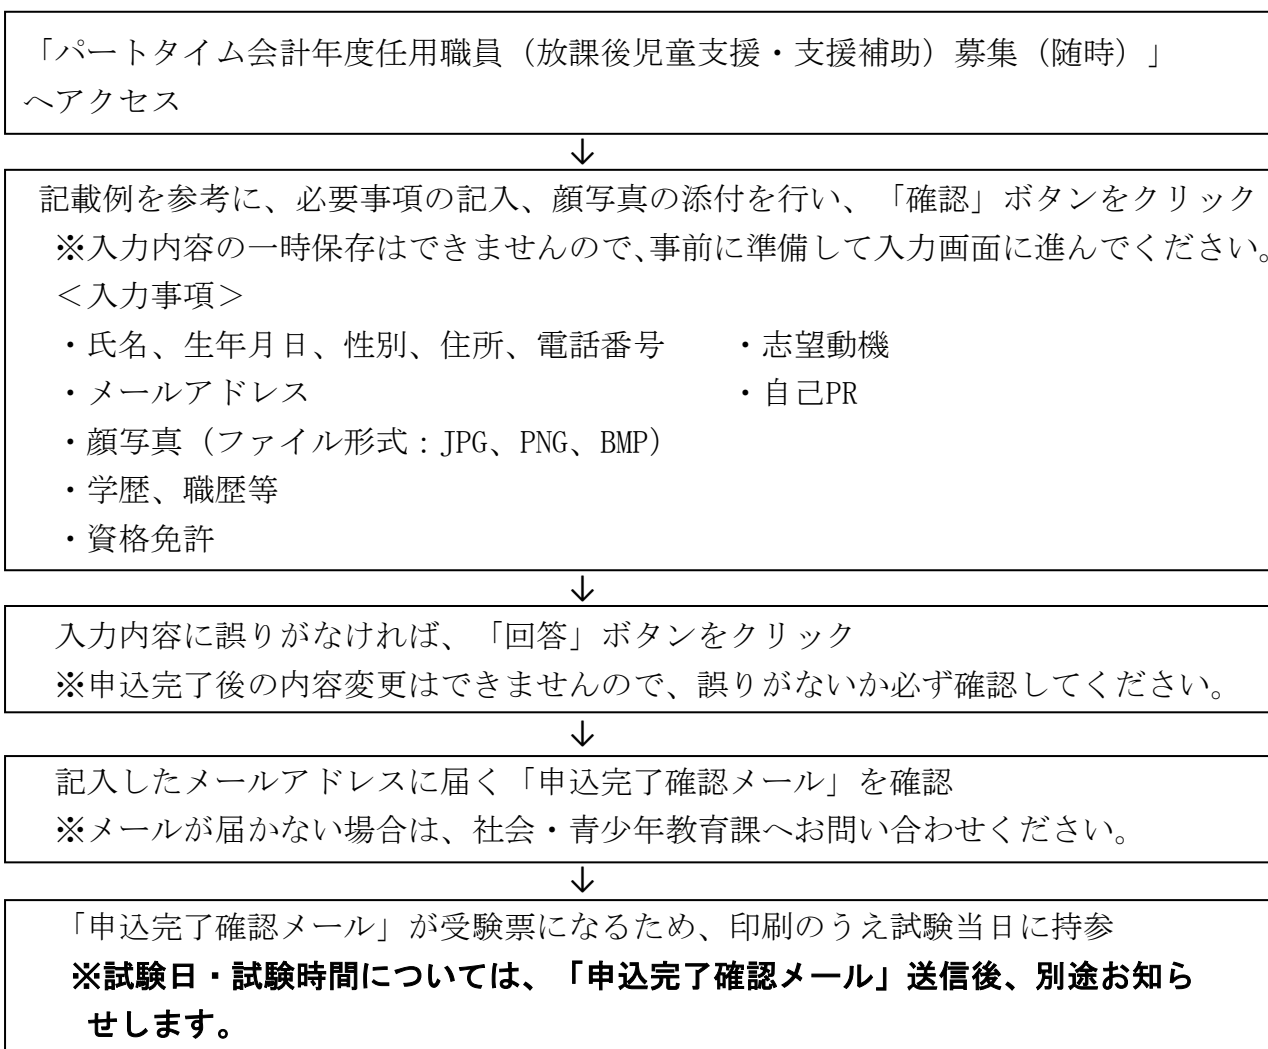 「パートタイム会計年度任用職員（放課後児童支援・支援補助）募集（随時）」
へアクセス
↓
記載例を参考に、必要事項の記入、顔写真の添付を行い、「確認」ボタンをクリック
※入力内容の一時保存はできませんので、事前に準備して入力画面に進んでください。
＜入力事項＞
・氏名、生年月日、性別、住所、電話番号　　・志望動機
・メールアドレス　　・自己PR
・顔写真（ファイル形式：JPG、PNG、BMP）
・学歴、職歴等
・資格免許
↓
入力内容に誤りがなければ、「回答」ボタンをクリック
※申込完了後の内容変更はできませんので、誤りがないか必ず確認してください。
↓
記入したメールアドレスに届く「申込完了確認メール」を確認
※メールが届かない場合は、社会・青少年教育課へお問い合わせください。
↓
「申込完了確認メール」が受験票になるため、印刷のうえ試験当日に持参
※試験日・試験時間については、「申込完了確認メール」送信後、別途お知ら
せします。